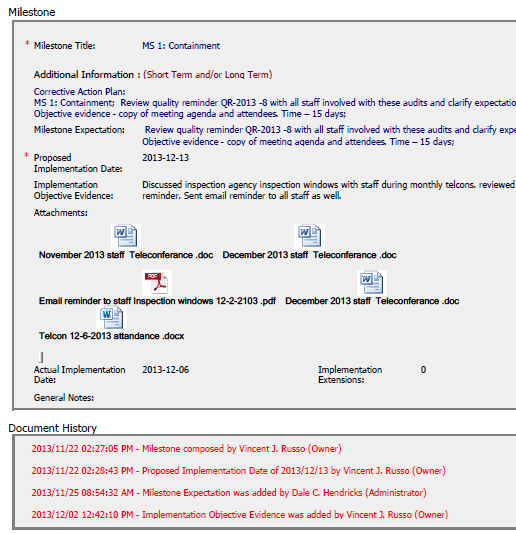 Milestone
* Milestone Title: MS 1: Containment
Additional Information : (Short Term and/or Long Term)
Corrective Action Plan:
MS 1: Containment; Review quality reminder QR-2013 -8 with all staff involved with these audits and clarify expectatio
Objective evidence - copy of meeting agenda and attendees. Time – 15 days;
Milestone Expectation: Review quality reminder QR-2013 -8 with all staff involved with these audits and clarify expe
Objective evidence - copy of meeting agenda and attendees. Time – 15 days;
* Proposed 2013-12-13
Implementation Date:
Implementation Discussed inspection agency inspection windows with staff during monthly telcons. reviewed
Objective Evidence: reminder. Sent email reminder to all staff as well.
Attachments:
November 2013 staff Teleconferance .doc December 2013 staff Teleconferance .doc
PDF
Email reminder to staff Inspection windows 12-2-2103 .pdf December 2013 staff Teleconferance .doc
Telcon 12-6-2013 attandance .docx
Actual Implementation 2013-12-06 Implementation 0
Date: Extensions:
General Notes:
Document History
2013/11/22 02:27:05 PM - Milestone composed by Vincent J. Russo (Owner)
2013/11/22 02:28:43 PM - Proposed Implementation Date of 2013/12/13 by Vincent J. Russo (Owner)
2013/11/25 08:54:32 AM - Milestone Expectation was added by Dale C. Hendricks (Administrator)
2013/12/02 12:42:10 PM - Implementation Objective Evidence was added by Vincent J. Russo (Owner)